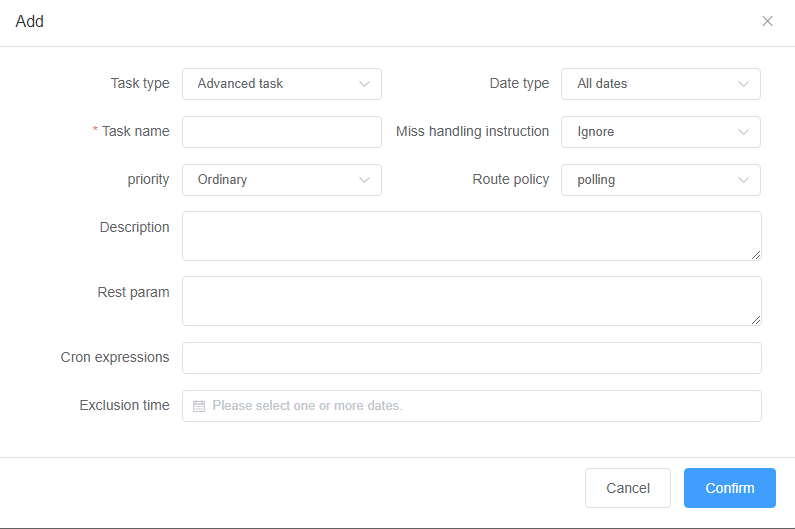 Add
Task type Advanced task Date type All dates
* Task name Miss handling instruction Ignore
priority Ordinary Route policy polling
Description
Rest param
Cron expressions
Exclusion time Please select one or more dates.
Cancel Confirm